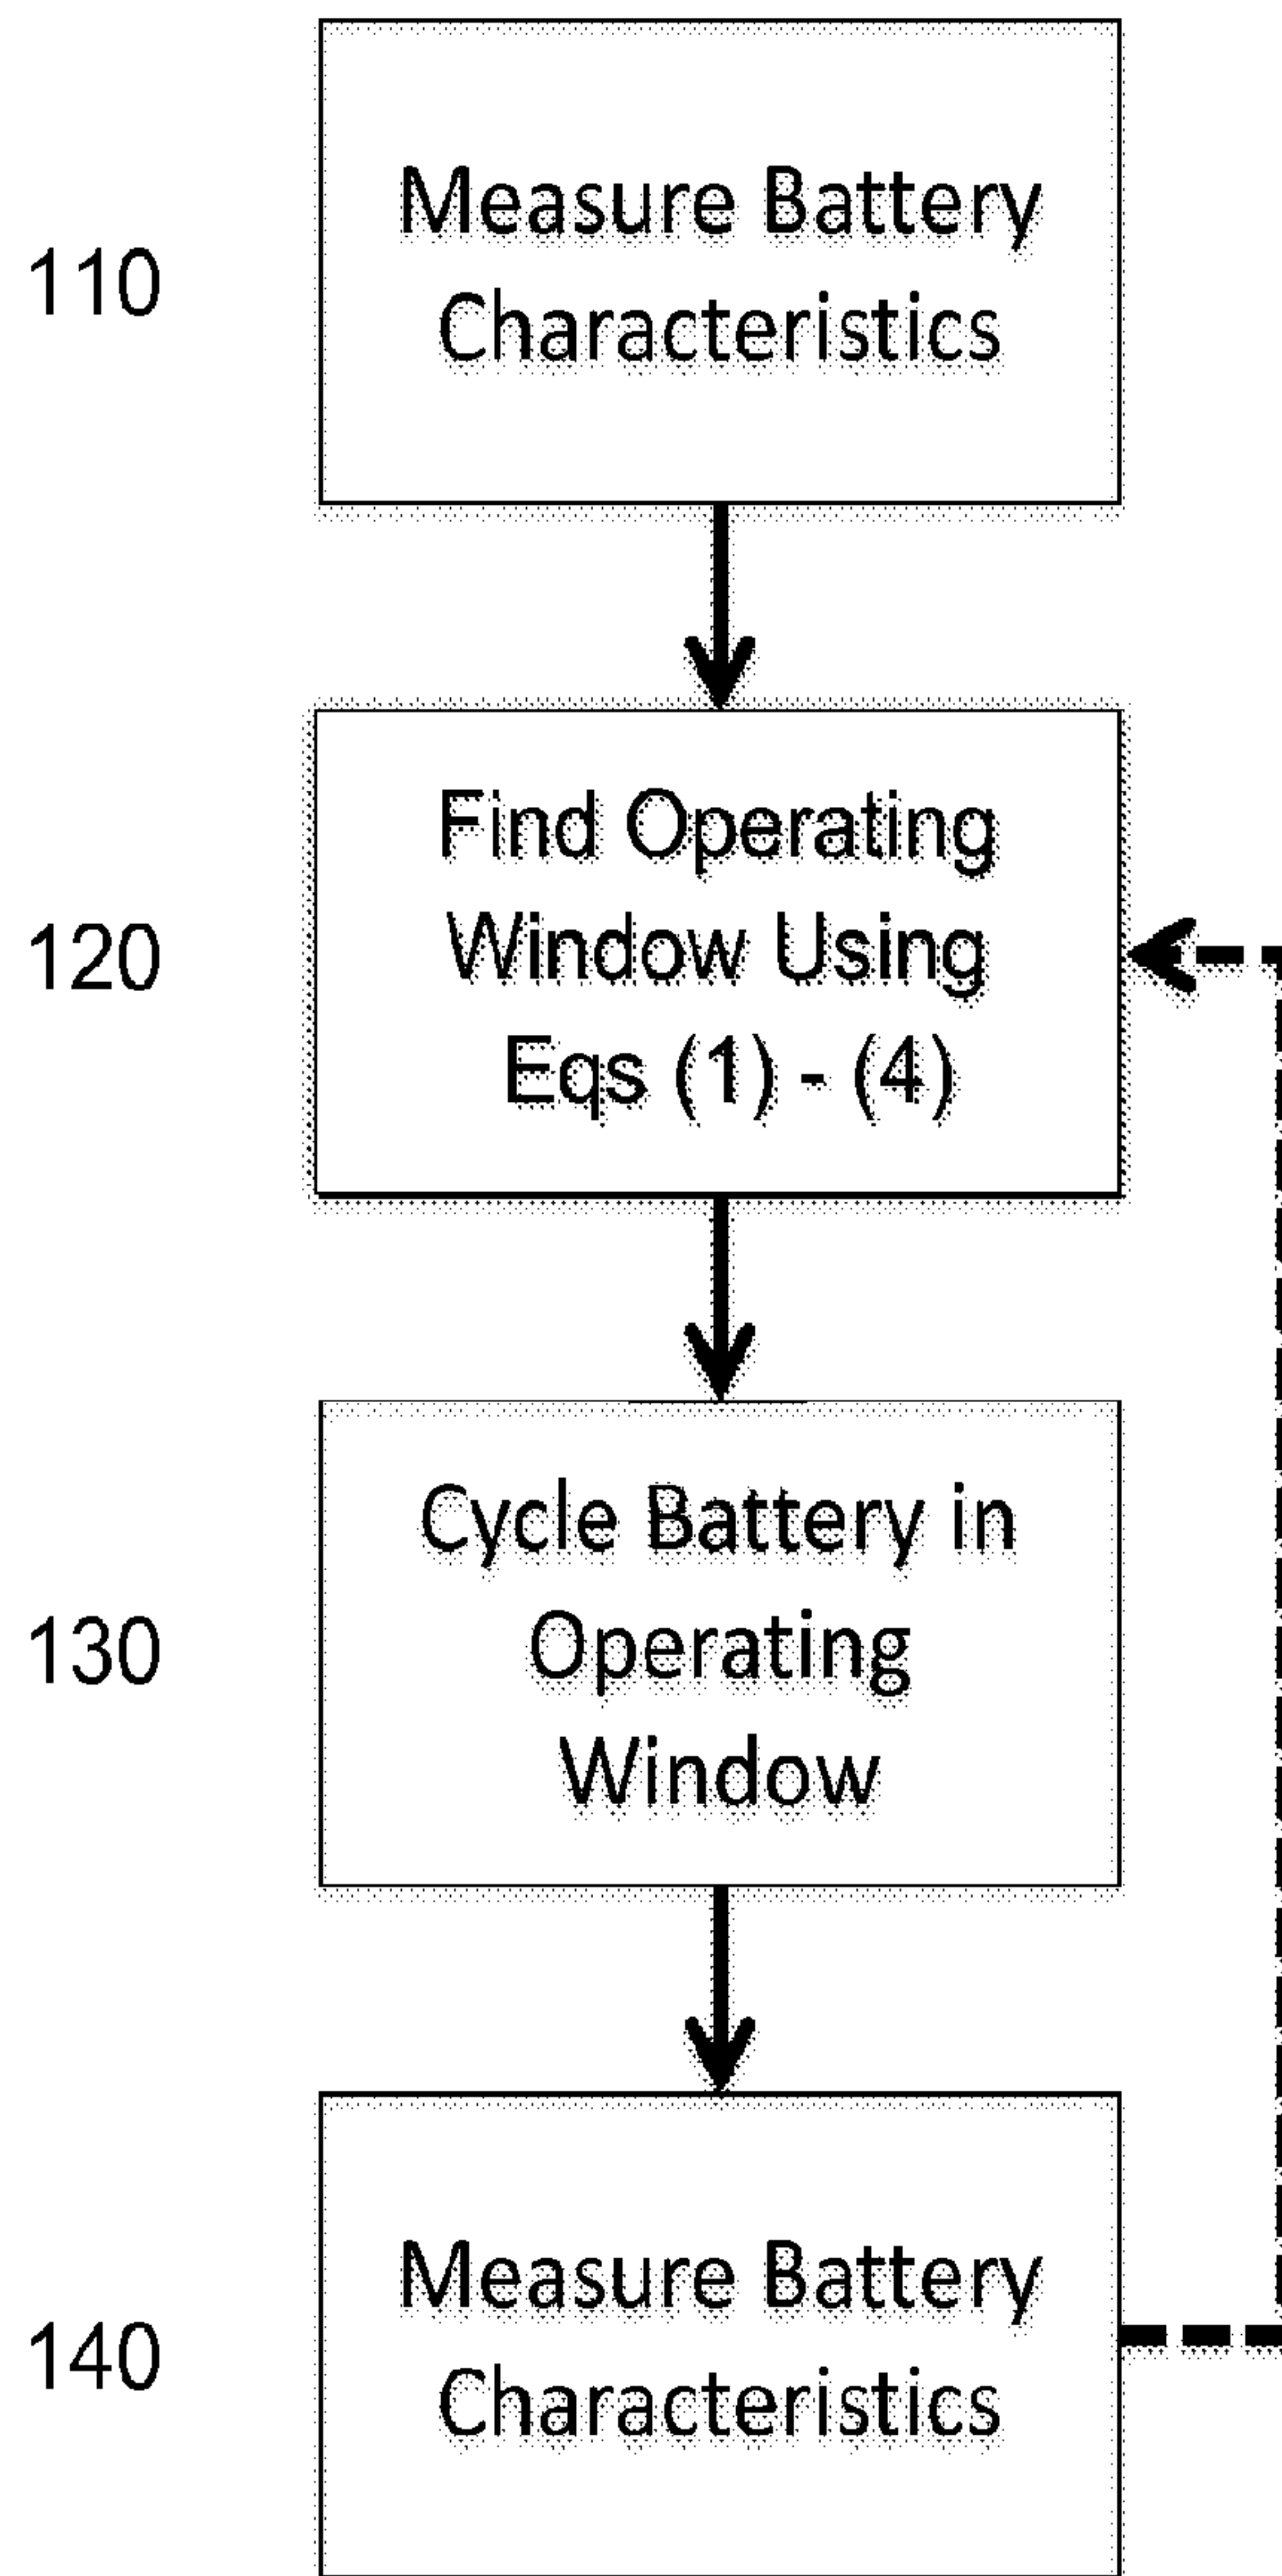 110
Measure Battery
Characteristics
120
Find Operating
Window Using
Eqs (1) - (4)
130
Cycle Battery in
Operating
Window
140
Measure Battery
Characteristics